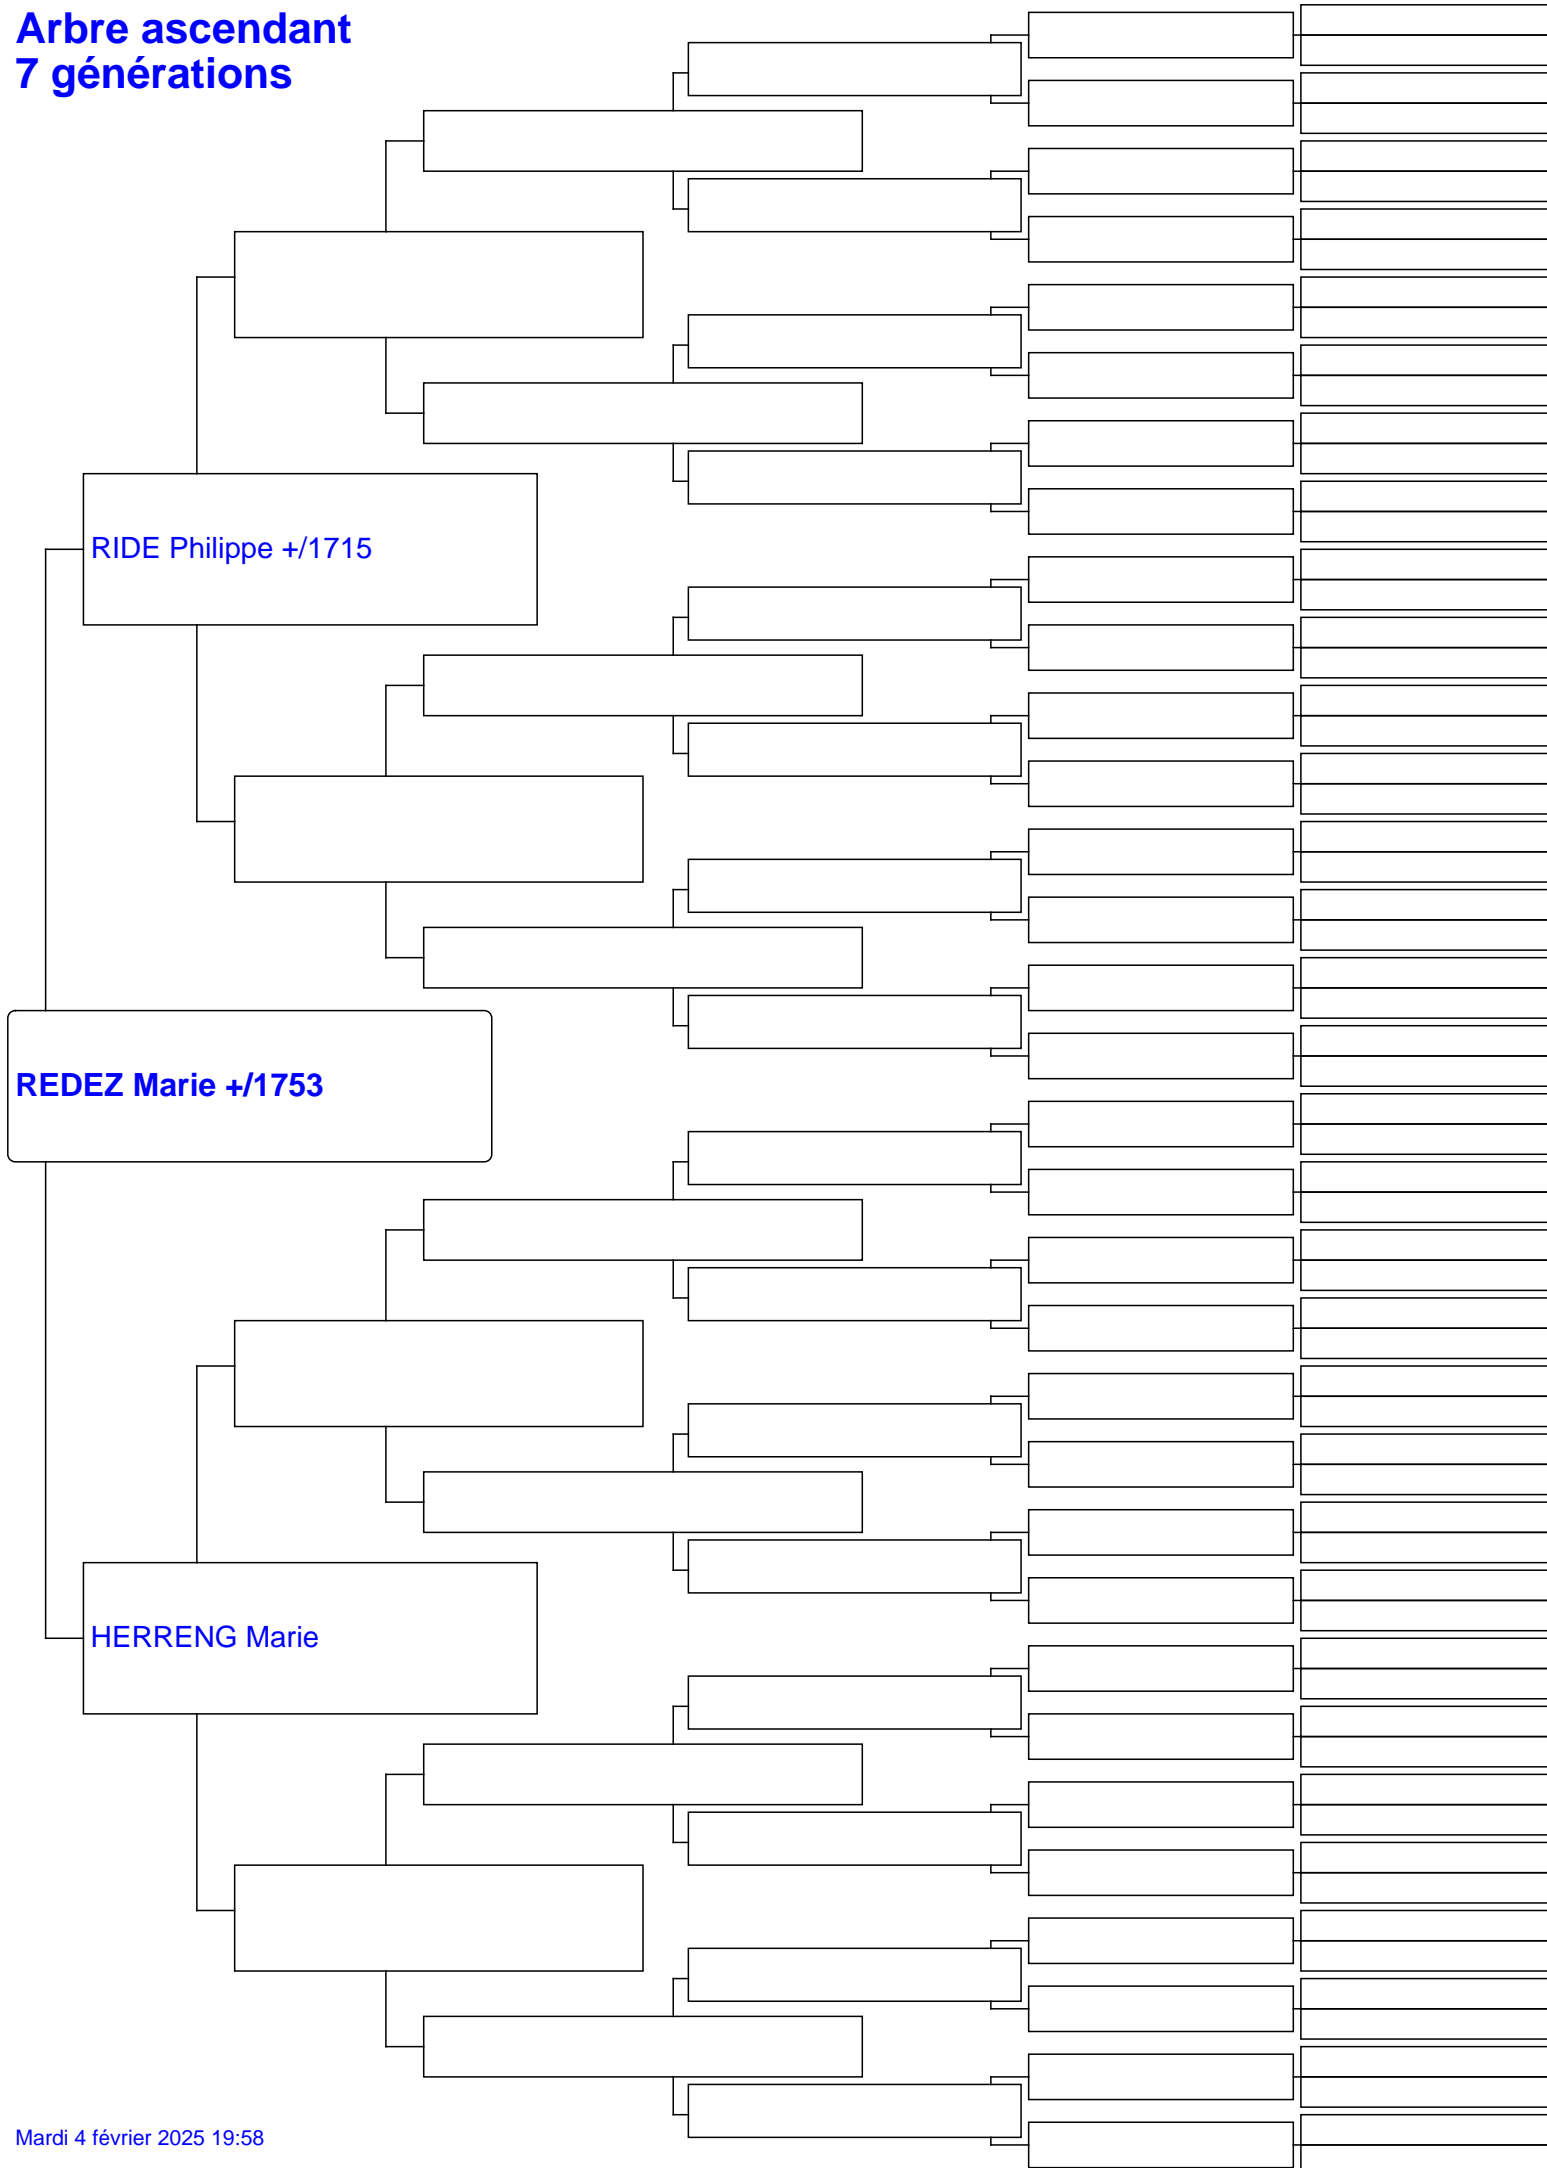 Arbre ascendant
7 générations
RIDE Philippe +/1715
REDEZ Marie +/1753
HERRENG Marie
Mardi 4 février 2025 19:58